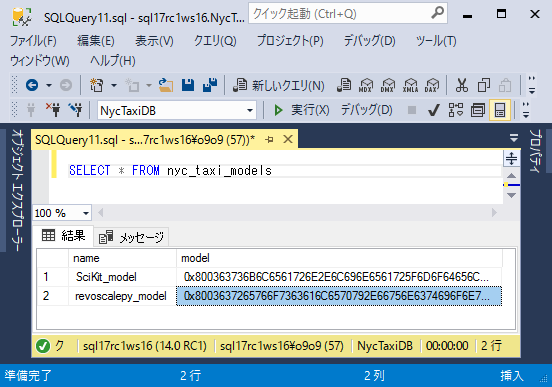 SQLQuery11.sql - sql17rc1ws16.NycT...
クイック起動 (Ctrl+Q)
ファイル(F) 編集(E) 表示(V) クエリ(Q) プロジェクト(P) デバッグ(D) ツール(T)
ウィンドウ(W) ヘルプ(H)
新しいクエリ(N) MDX DMX XMLA DAX
NycTaxiDB 実行(X) デバッグ(D)
オブジェクト エクスプローラー
SQLQuery11.sql - s...7rc1ws16¥o9o9 (57))*
プロパティ
SELECT * FROM nyc_taxi_models
100 %
結果 メッセージ
name model
1 SciKit_model 0x800363736B6C6561726E2E6C696E6561725F6D6F64656C...
2 revoscalepy_model 0x8003637265766F7363616C6570792E66756E6374696F6E7...
ク sql17rc1ws16 (14.0 RC1) sql17rc1ws16¥o9o9 (57) NycTaxiDB 00:00:00 2 行
準備完了 2 行 2 列 挿入